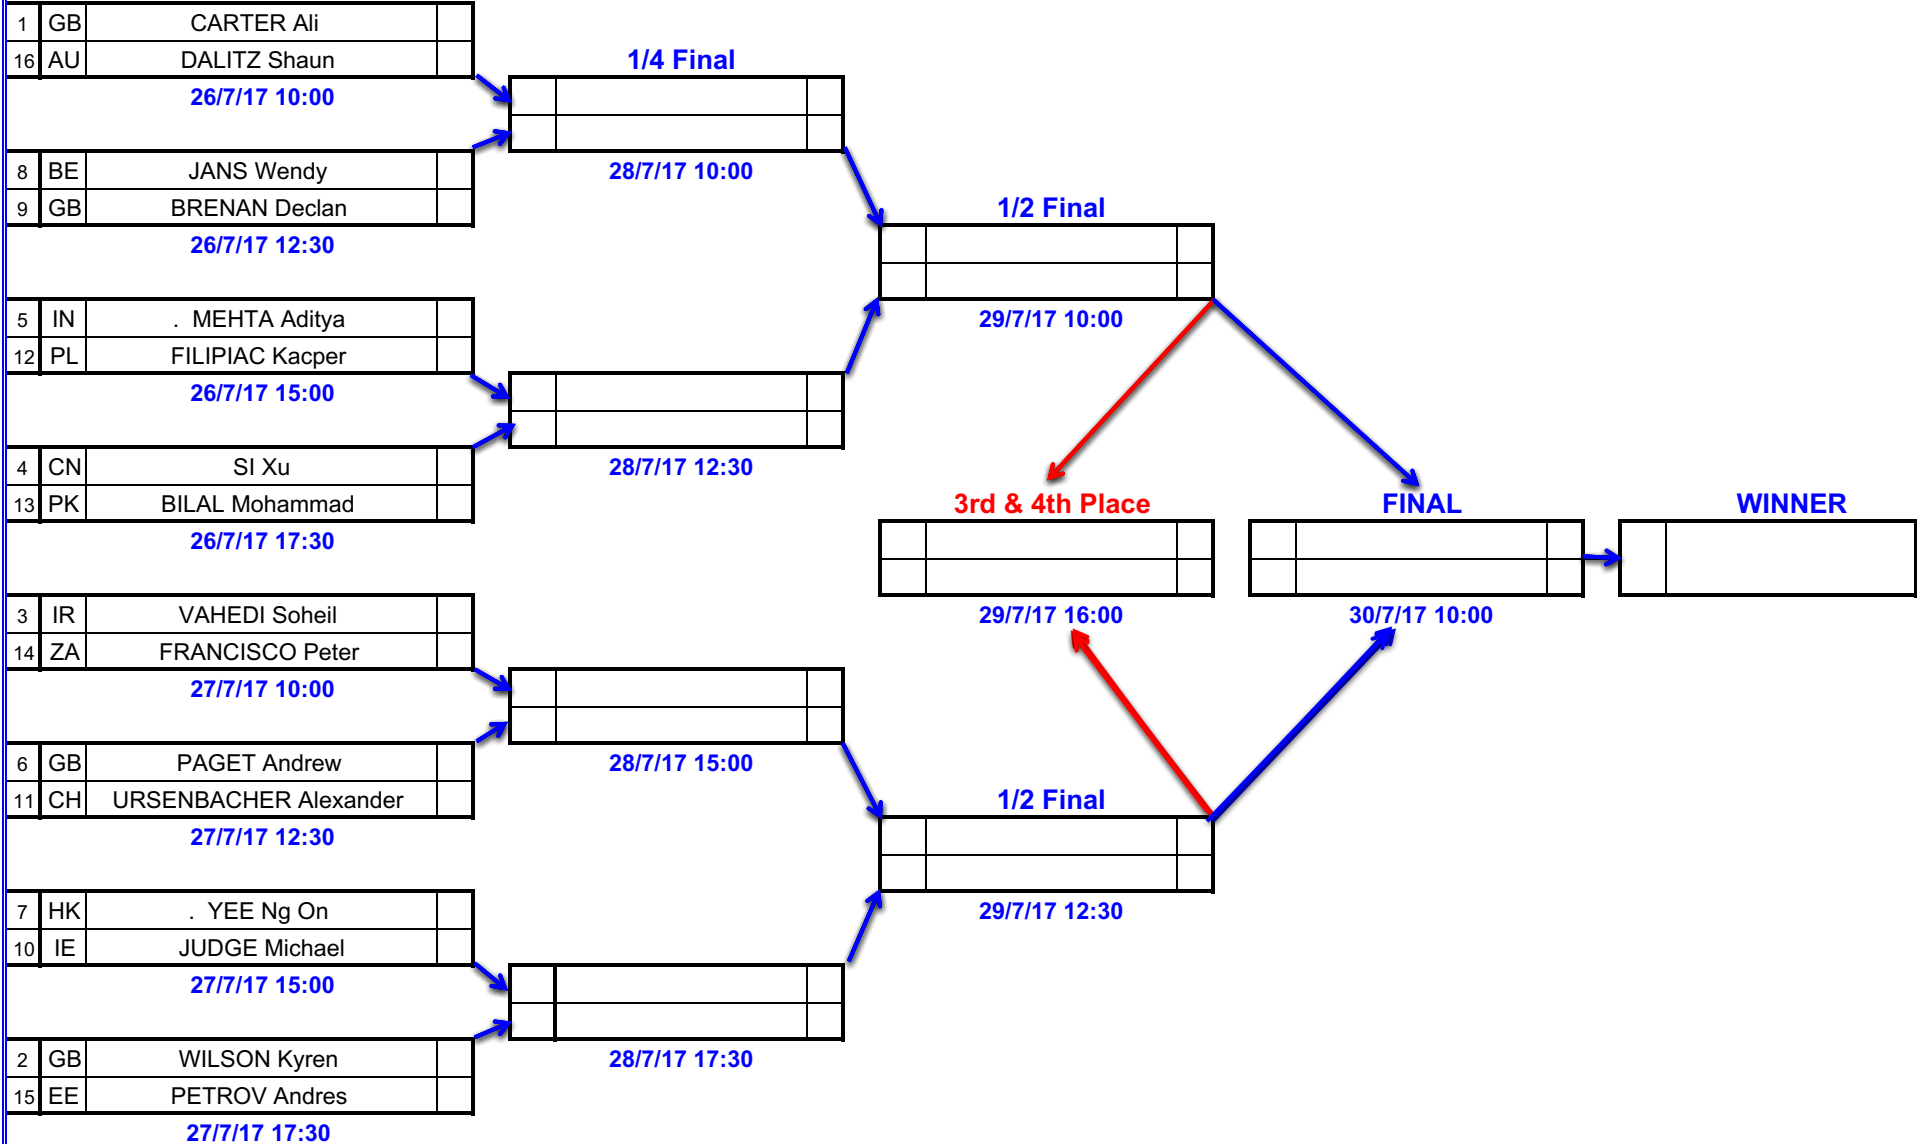 1 GB CARTER Ali
16 AU DALITZ Shaun
26/7/17 10:00
8 BE JANS Wendy
9 GB BRENAN Declan
26/7/17 12:30
5 IN . MEHTA Aditya
12 PL FILIPIAC Kacper
26/7/17 15:00
4 CN SI Xu
13 PK BILAL Mohammad
26/7/17 17:30
3 IR VAHEDI Soheil
14 ZA FRANCISCO Peter
27/7/17 10:00
6 GB PAGET Andrew
11 CH URSENBACHER Alexander
27/7/17 12:30
7 HK . YEE Ng On
10 IE JUDGE Michael
27/7/17 15:00
2 GB WILSON Kyren
15 EE PETROV Andres
27/7/17 17:30
1/4 Final
28/7/17 10:00
28/7/17 12:30
28/7/17 15:00
28/7/17 17:30
1/2 Final
29/7/17 10:00
3rd & 4th Place
29/7/17 16:00
1/2 Final
29/7/17 12:30
FINAL
30/7/17 10:00
WINNER